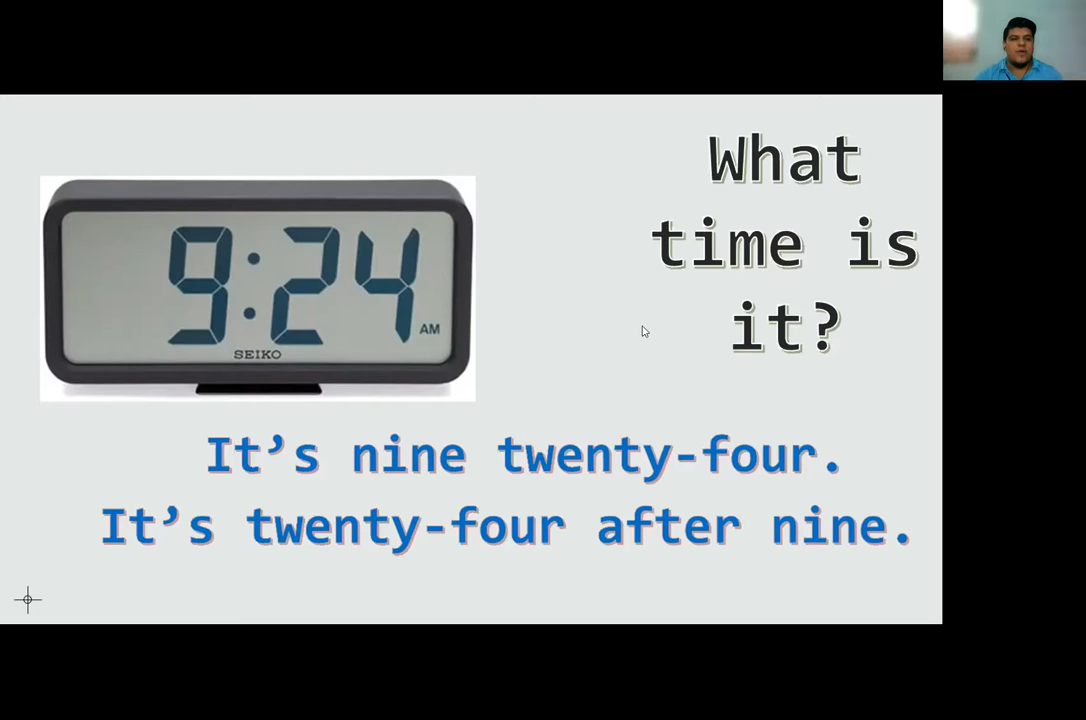 What
time is
it?
9:24
AM
SEIKO
It’s nine twenty-four.
It’s twenty-four after nine.